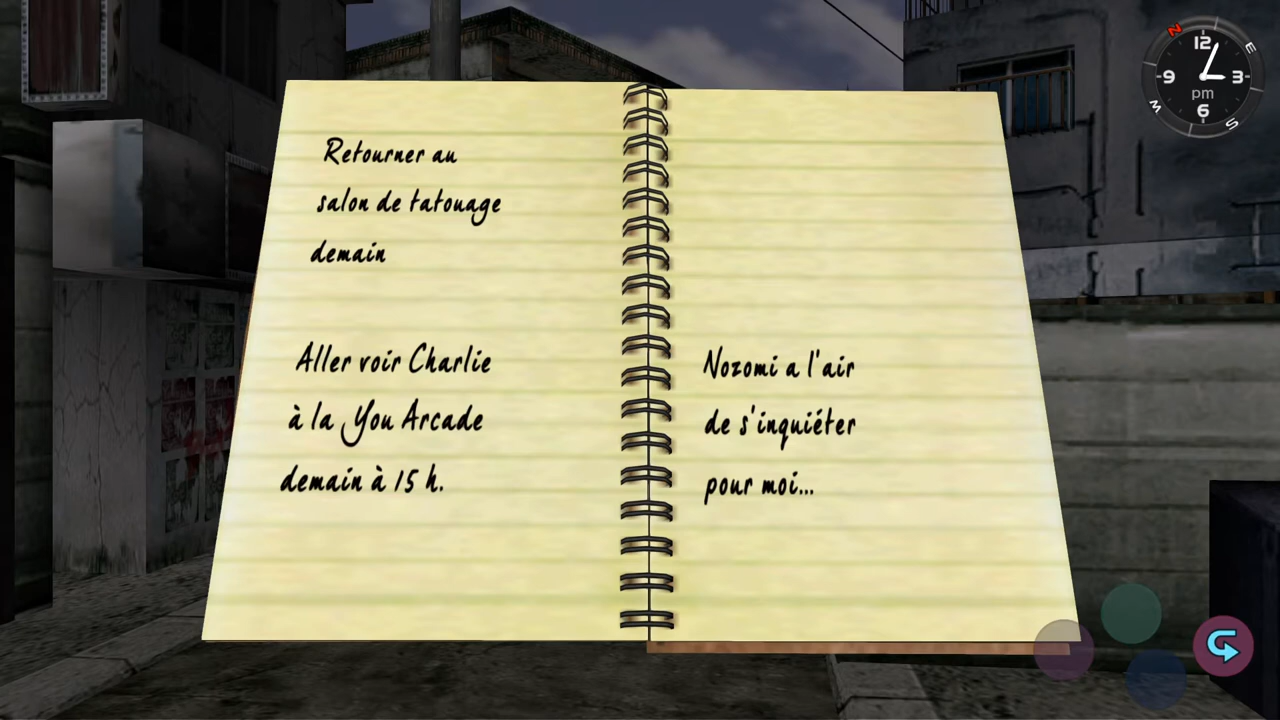 Retourner au
salon de tatouage
demain
Aller voir Charlie
à la You Arcade
demain à 15 h.
Nozomi a l'air
de s'inquiéter
pour moi...
N
E
S
W
12
3
6
9
pm